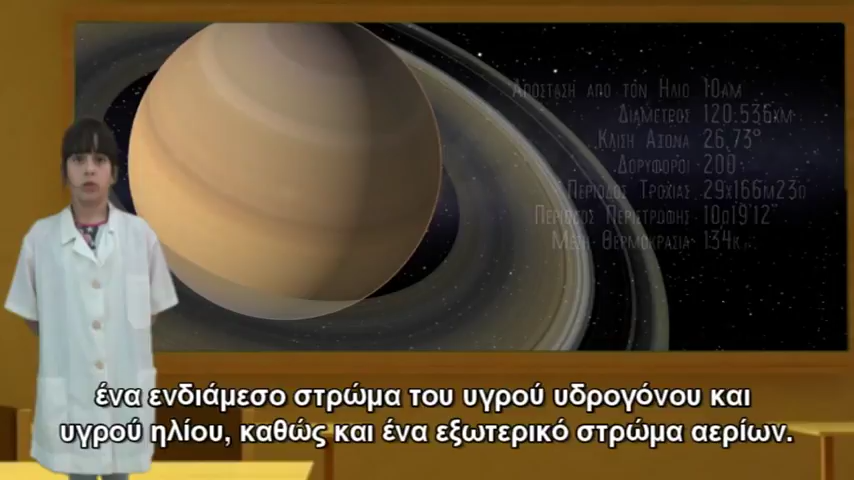 Απόσταση από τον Ήλιο 10AM
Διάμετρος 120.536χμ
Κλίση Άξονα 26,73°
Δορυφόροι 200
Περίοδος Τροχιάς 29χ166μ23ω
Περίοδος Περιστροφής 10ω19'12"
Μέση Θερμοκρασία 134κ
ένα ενδιάμεσο στρώμα του υγρού υδρογόνου και
υγρού ηλίου, καθώς και ένα εξωτερικό στρώμα αερίων.